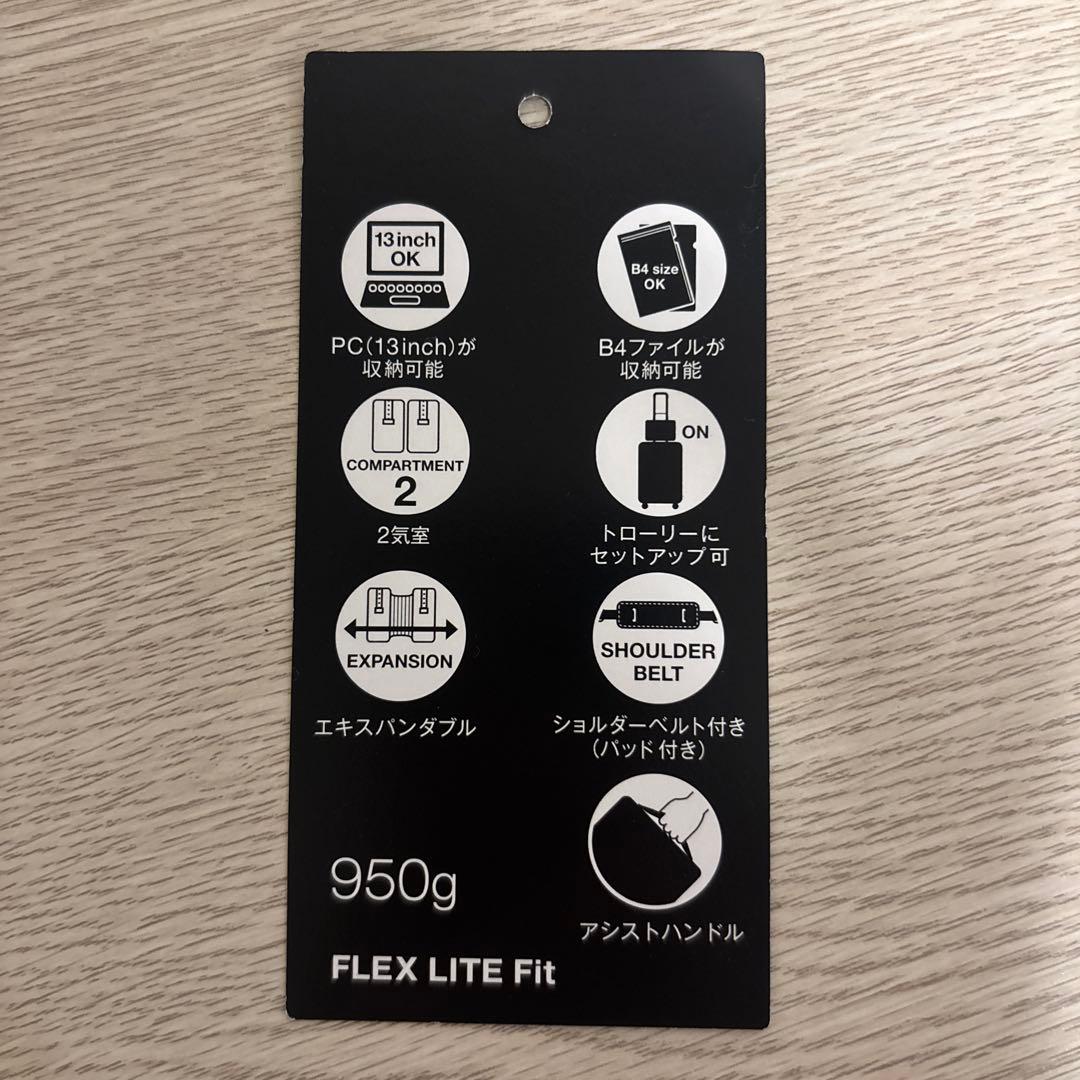 13inch
OK
PC(13inch)が
収納可能
B4 size
OK
B4ファイルが
収納可能
COMPARTMENT
2
2気室
ON
トローリーに
セットアップ可
EXPANSION
エキスパンダブル
SHOULDER
BELT
ショルダーベルト付き
(パッド付き)
アシストハンドル
950g
FLEX LITE Fit